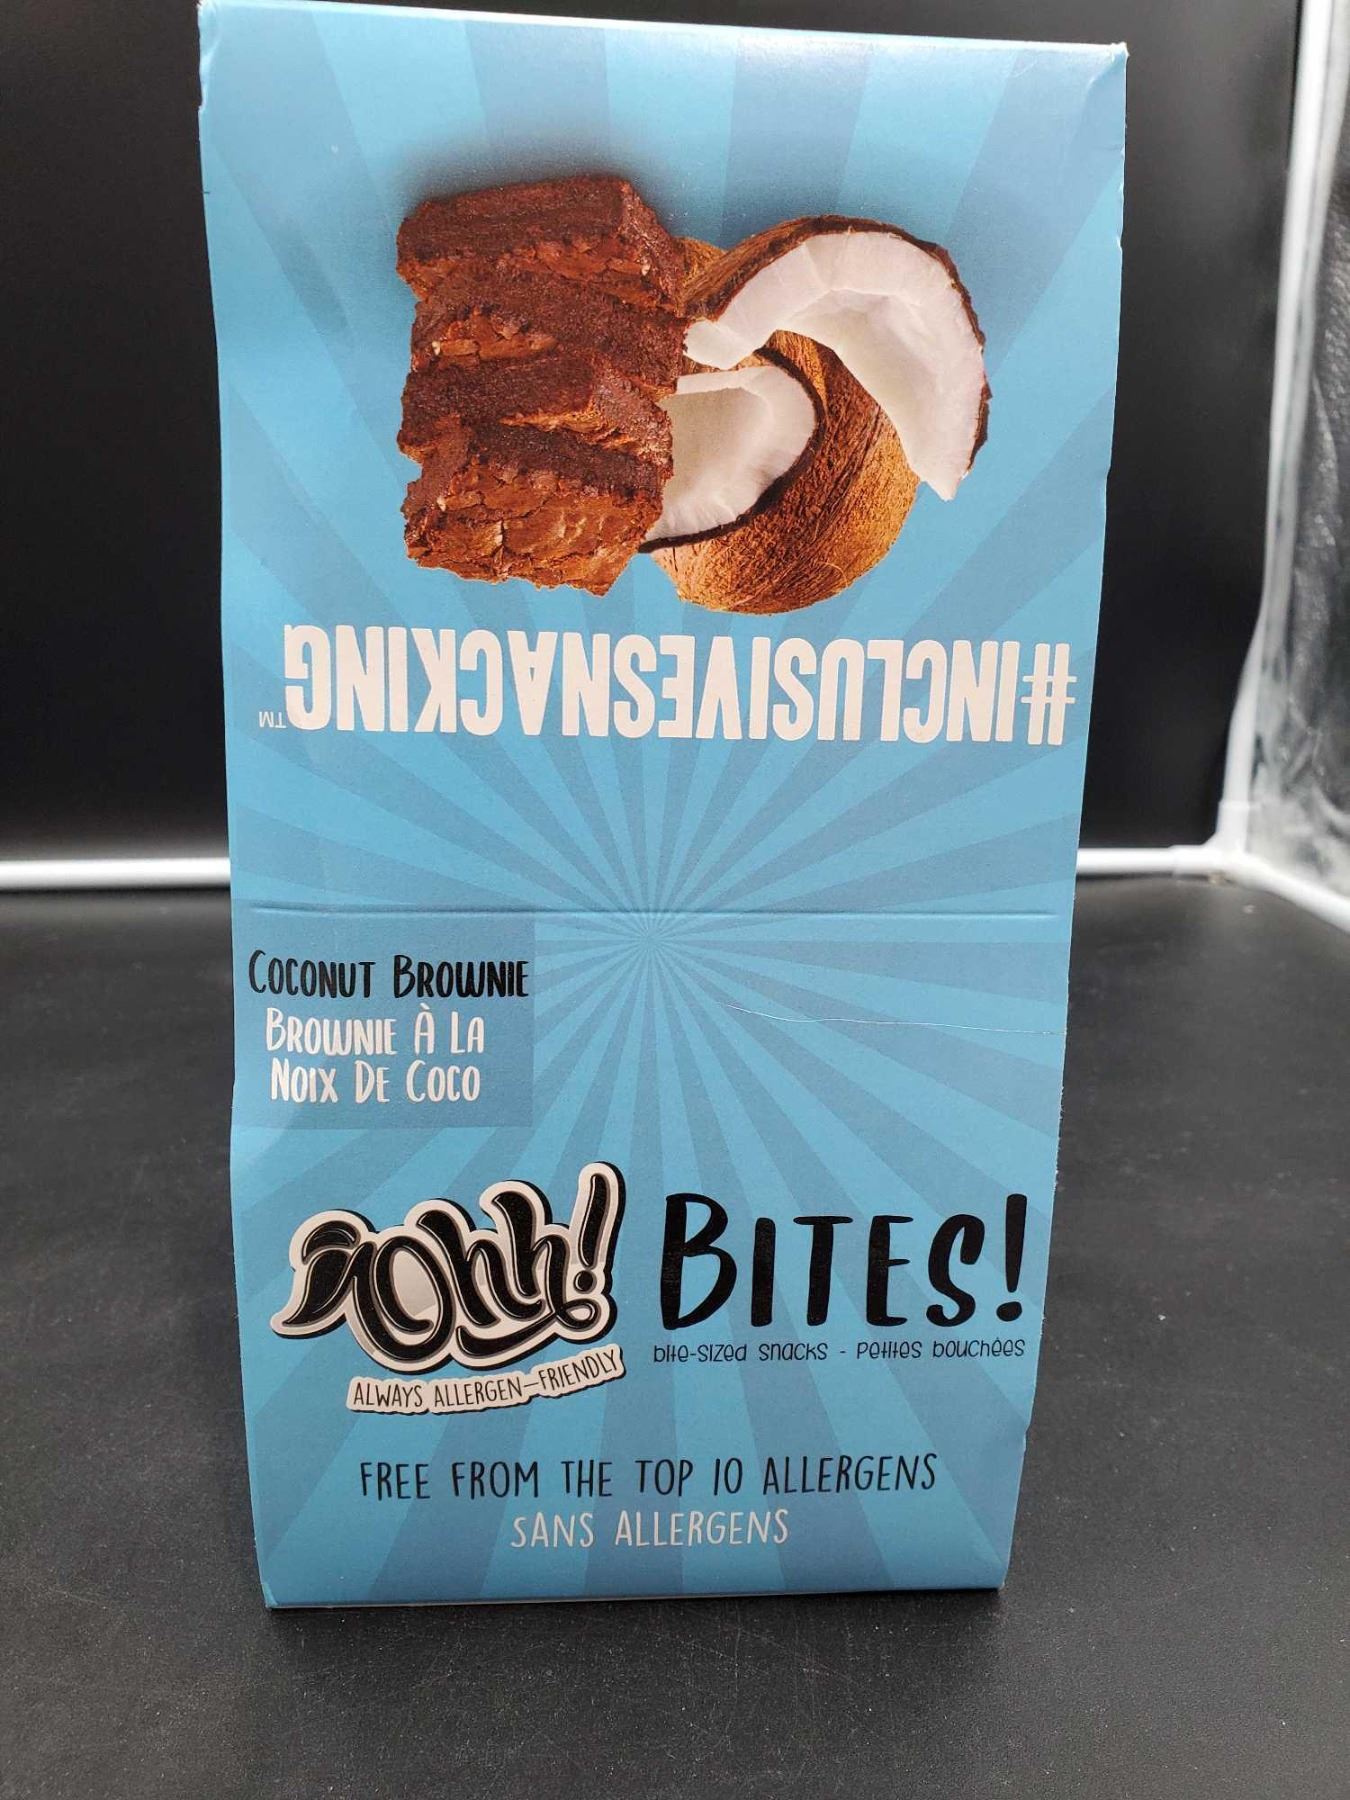 #INCLUSIVESNACKING™
COCONUT BROWNIE
BROWNIE À LA
NOIX DE COCO
Ohh!
BITES!
bite-sized snacks - Petites bouchées
ALWAYS ALLERGEN-FRIENDLY
FREE FROM THE TOP 10 ALLERGENS
SANS ALLERGENS